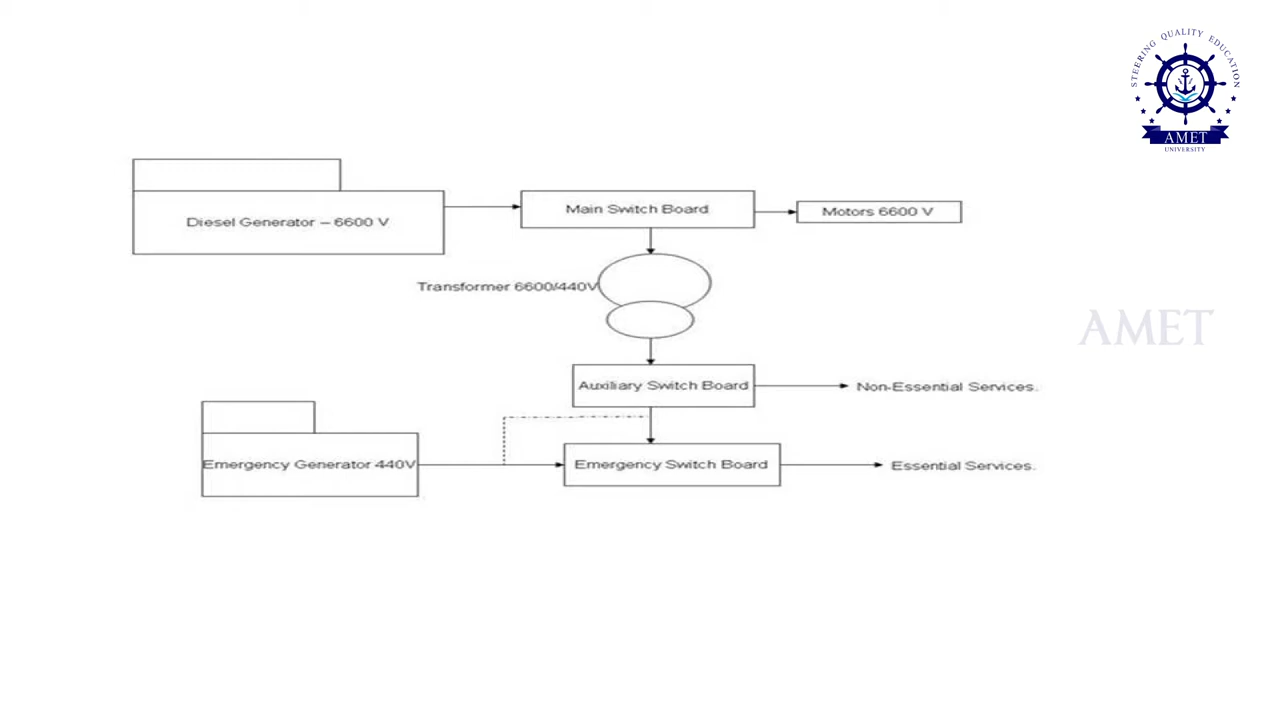 STEERING QUALITY EDUCATION
AMET
UNIVERSITY
Diesel Generator – 6600 V
Main Switch Board
Motors 6600 V
Transformer 6600/440V
AMET
Auxiliary Switch Board
Non-Essential Services.
Emergency Generator 440V
Emergency Switch Board
Essential Services.